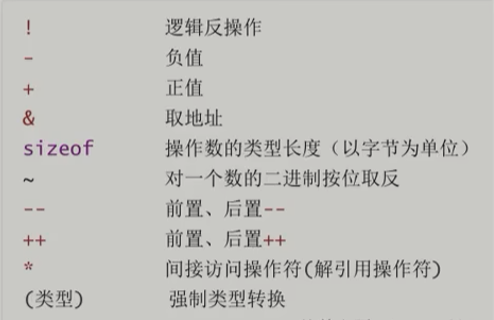 ! 逻辑反操作
- 负值
+ 正值
& 取地址
sizeof 操作数的类型长度（以字节为单位）
~ 对一个数的二进制按位取反
-- 前置、后置--
++ 前置、后置++
* 间接访问操作符(解引用操作符)
(类型) 强制类型转换